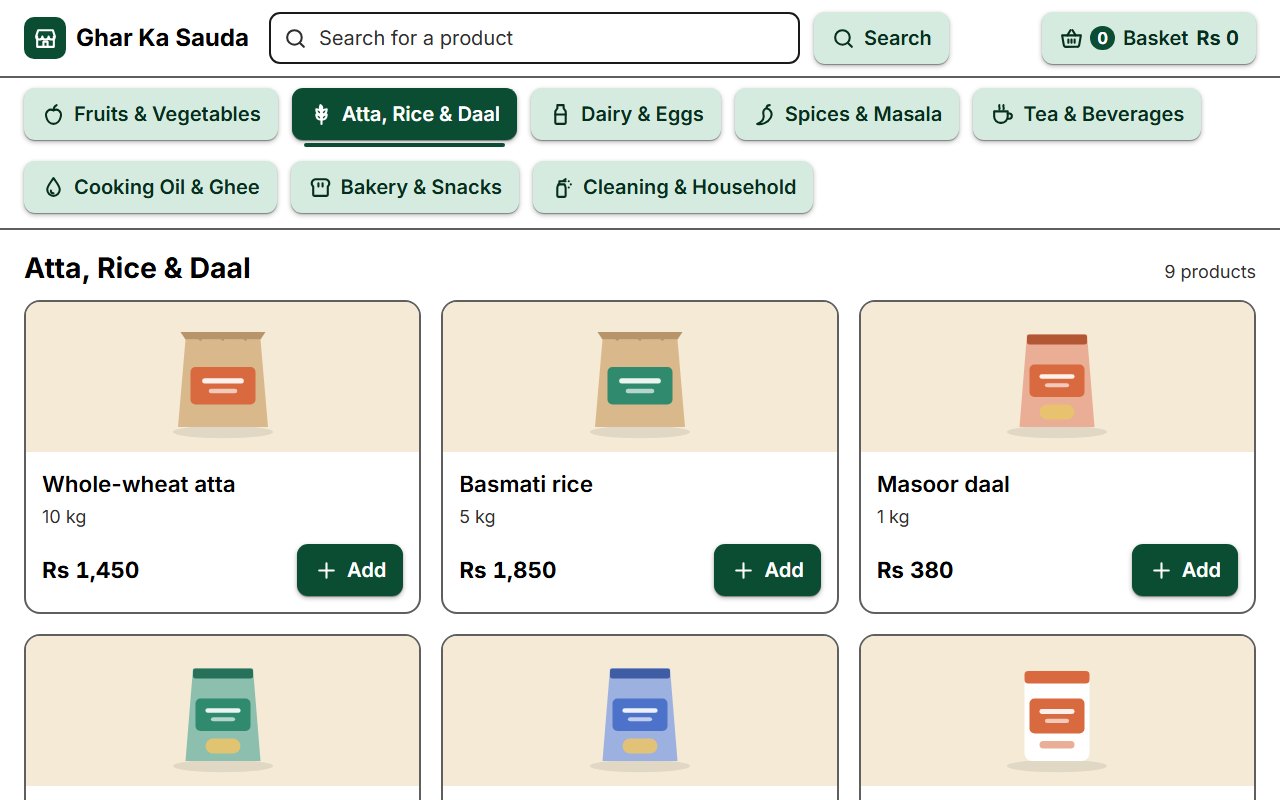 Ghar Ka Sauda
Search for a product
Search
0 Basket Rs 0
Fruits & Vegetables
Atta, Rice & Daal
Dairy & Eggs
Spices & Masala
Tea & Beverages
Cooking Oil & Ghee
Bakery & Snacks
Cleaning & Household
Atta, Rice & Daal
9 products
Whole-wheat atta
10 kg
Rs 1,450
Add
Basmati rice
5 kg
Rs 1,850
Add
Masoor daal
1 kg
Rs 380
Add